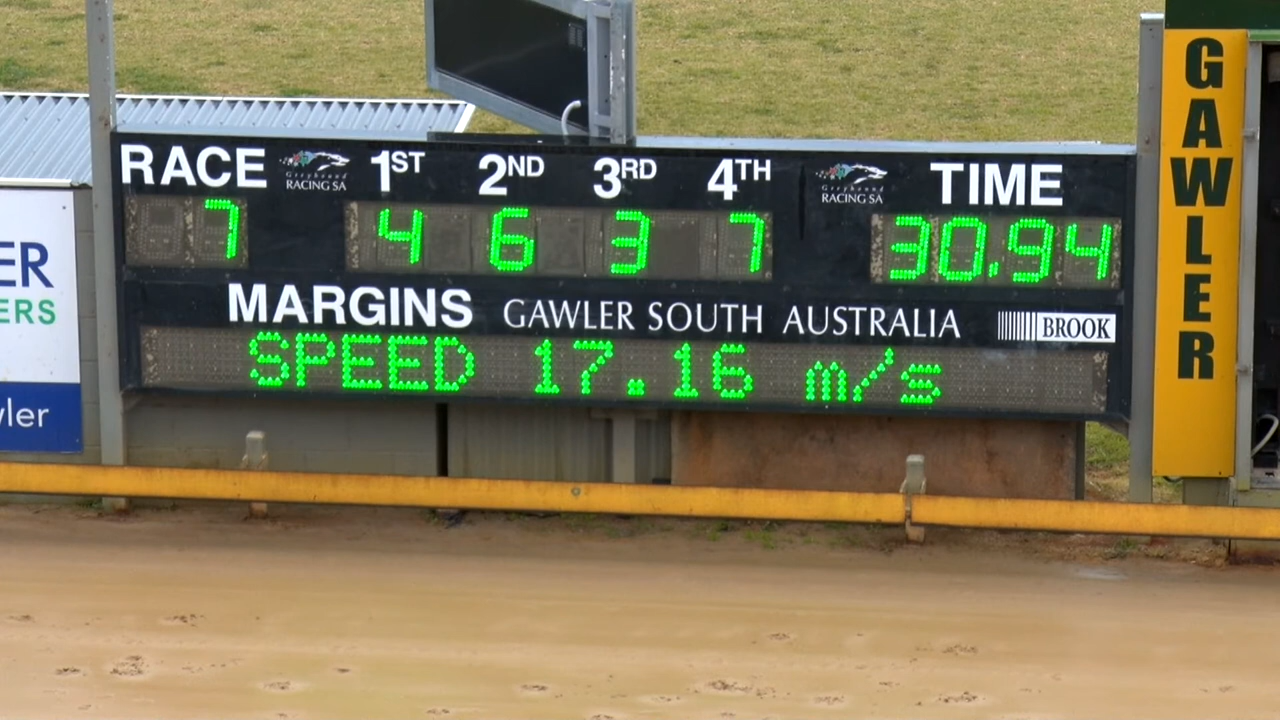 RACE Greyhound RACING SA 1ST 2ND 3RD 4TH Greyhound RACING SA TIME
7 4 6 3 7 30.94
MARGINS GAWLER SOUTH AUSTRALIA BROOK
SPEED 17.16 m/s
GAWLER
ER
ERS
ler